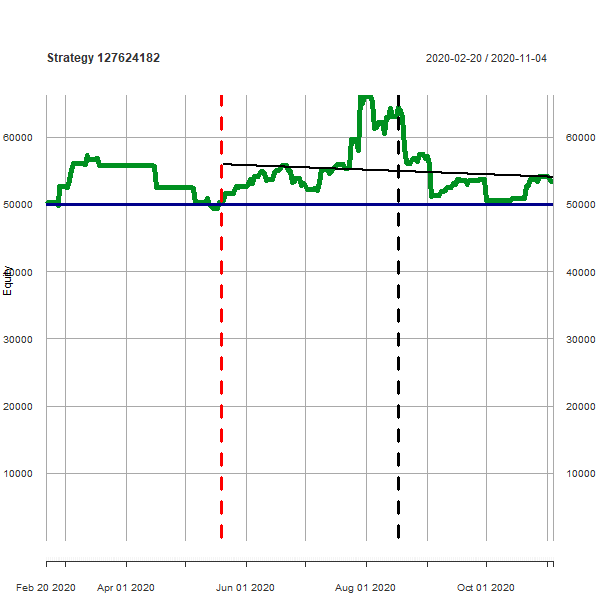 Strategy 127624182
2020-02-20 / 2020-11-04
60000
60000
50000
50000
40000
40000
30000
30000
20000
20000
10000
10000
Equity
Feb 20 2020
Apr 01 2020
Jun 01 2020
Aug 01 2020
Oct 01 2020